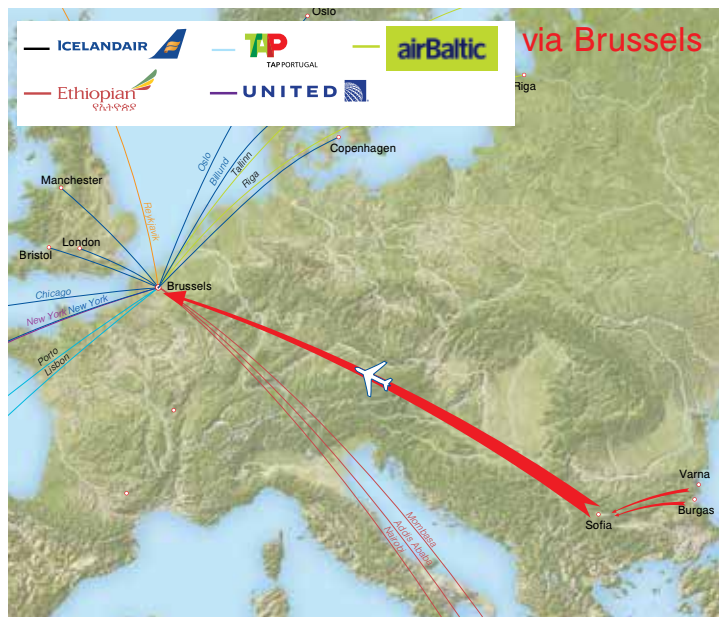 Oslo
ICELANDAIR
TAP
TAP PORTUGAL
airBaltic
via Brussels
Ethiopian
የኢትዮጵያ
UNITED
Riga
Copenhagen
Oslo
Billund
Tallinn
Riga
Manchester
Reykjavik
London
Bristol
Brussels
Chicago
New York
New York
Porto
Lisbon
Varna
Burgas
Sofia
Mombasa
Addis Ababa
Nairobi